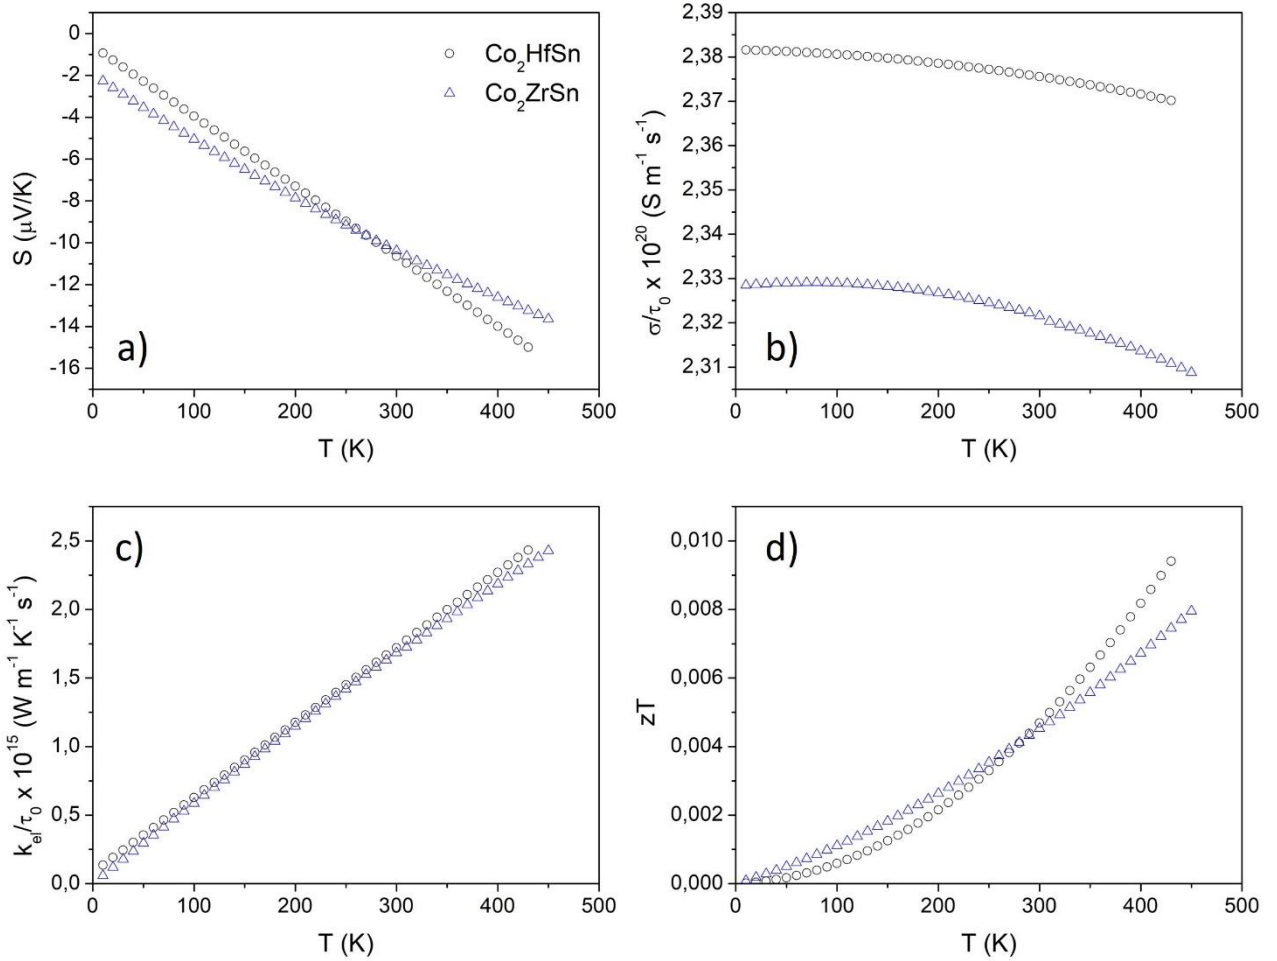 0
-2
-4
-6
-8
-10
-12
-14
-16
S (μV/K)
Co2HfSn
Co2ZrSn
a)
0 100 200 300 400 500
T (K)
2,39
2,38
2,37
2,36
2,35
2,34
2,33
2,32
2,31
σ/τ0 x 10^20 (S m^-1 s^-1)
b)
0 100 200 300 400 500
T (K)
2,5
2,0
1,5
1,0
0,5
0,0
kel/τ0 x 10^15 (W m^-1 K^-1 s^-1)
c)
0 100 200 300 400 500
T (K)
0,010
0,008
0,006
0,004
0,002
0,000
zT
d)
0 100 200 300 400 500
T (K)